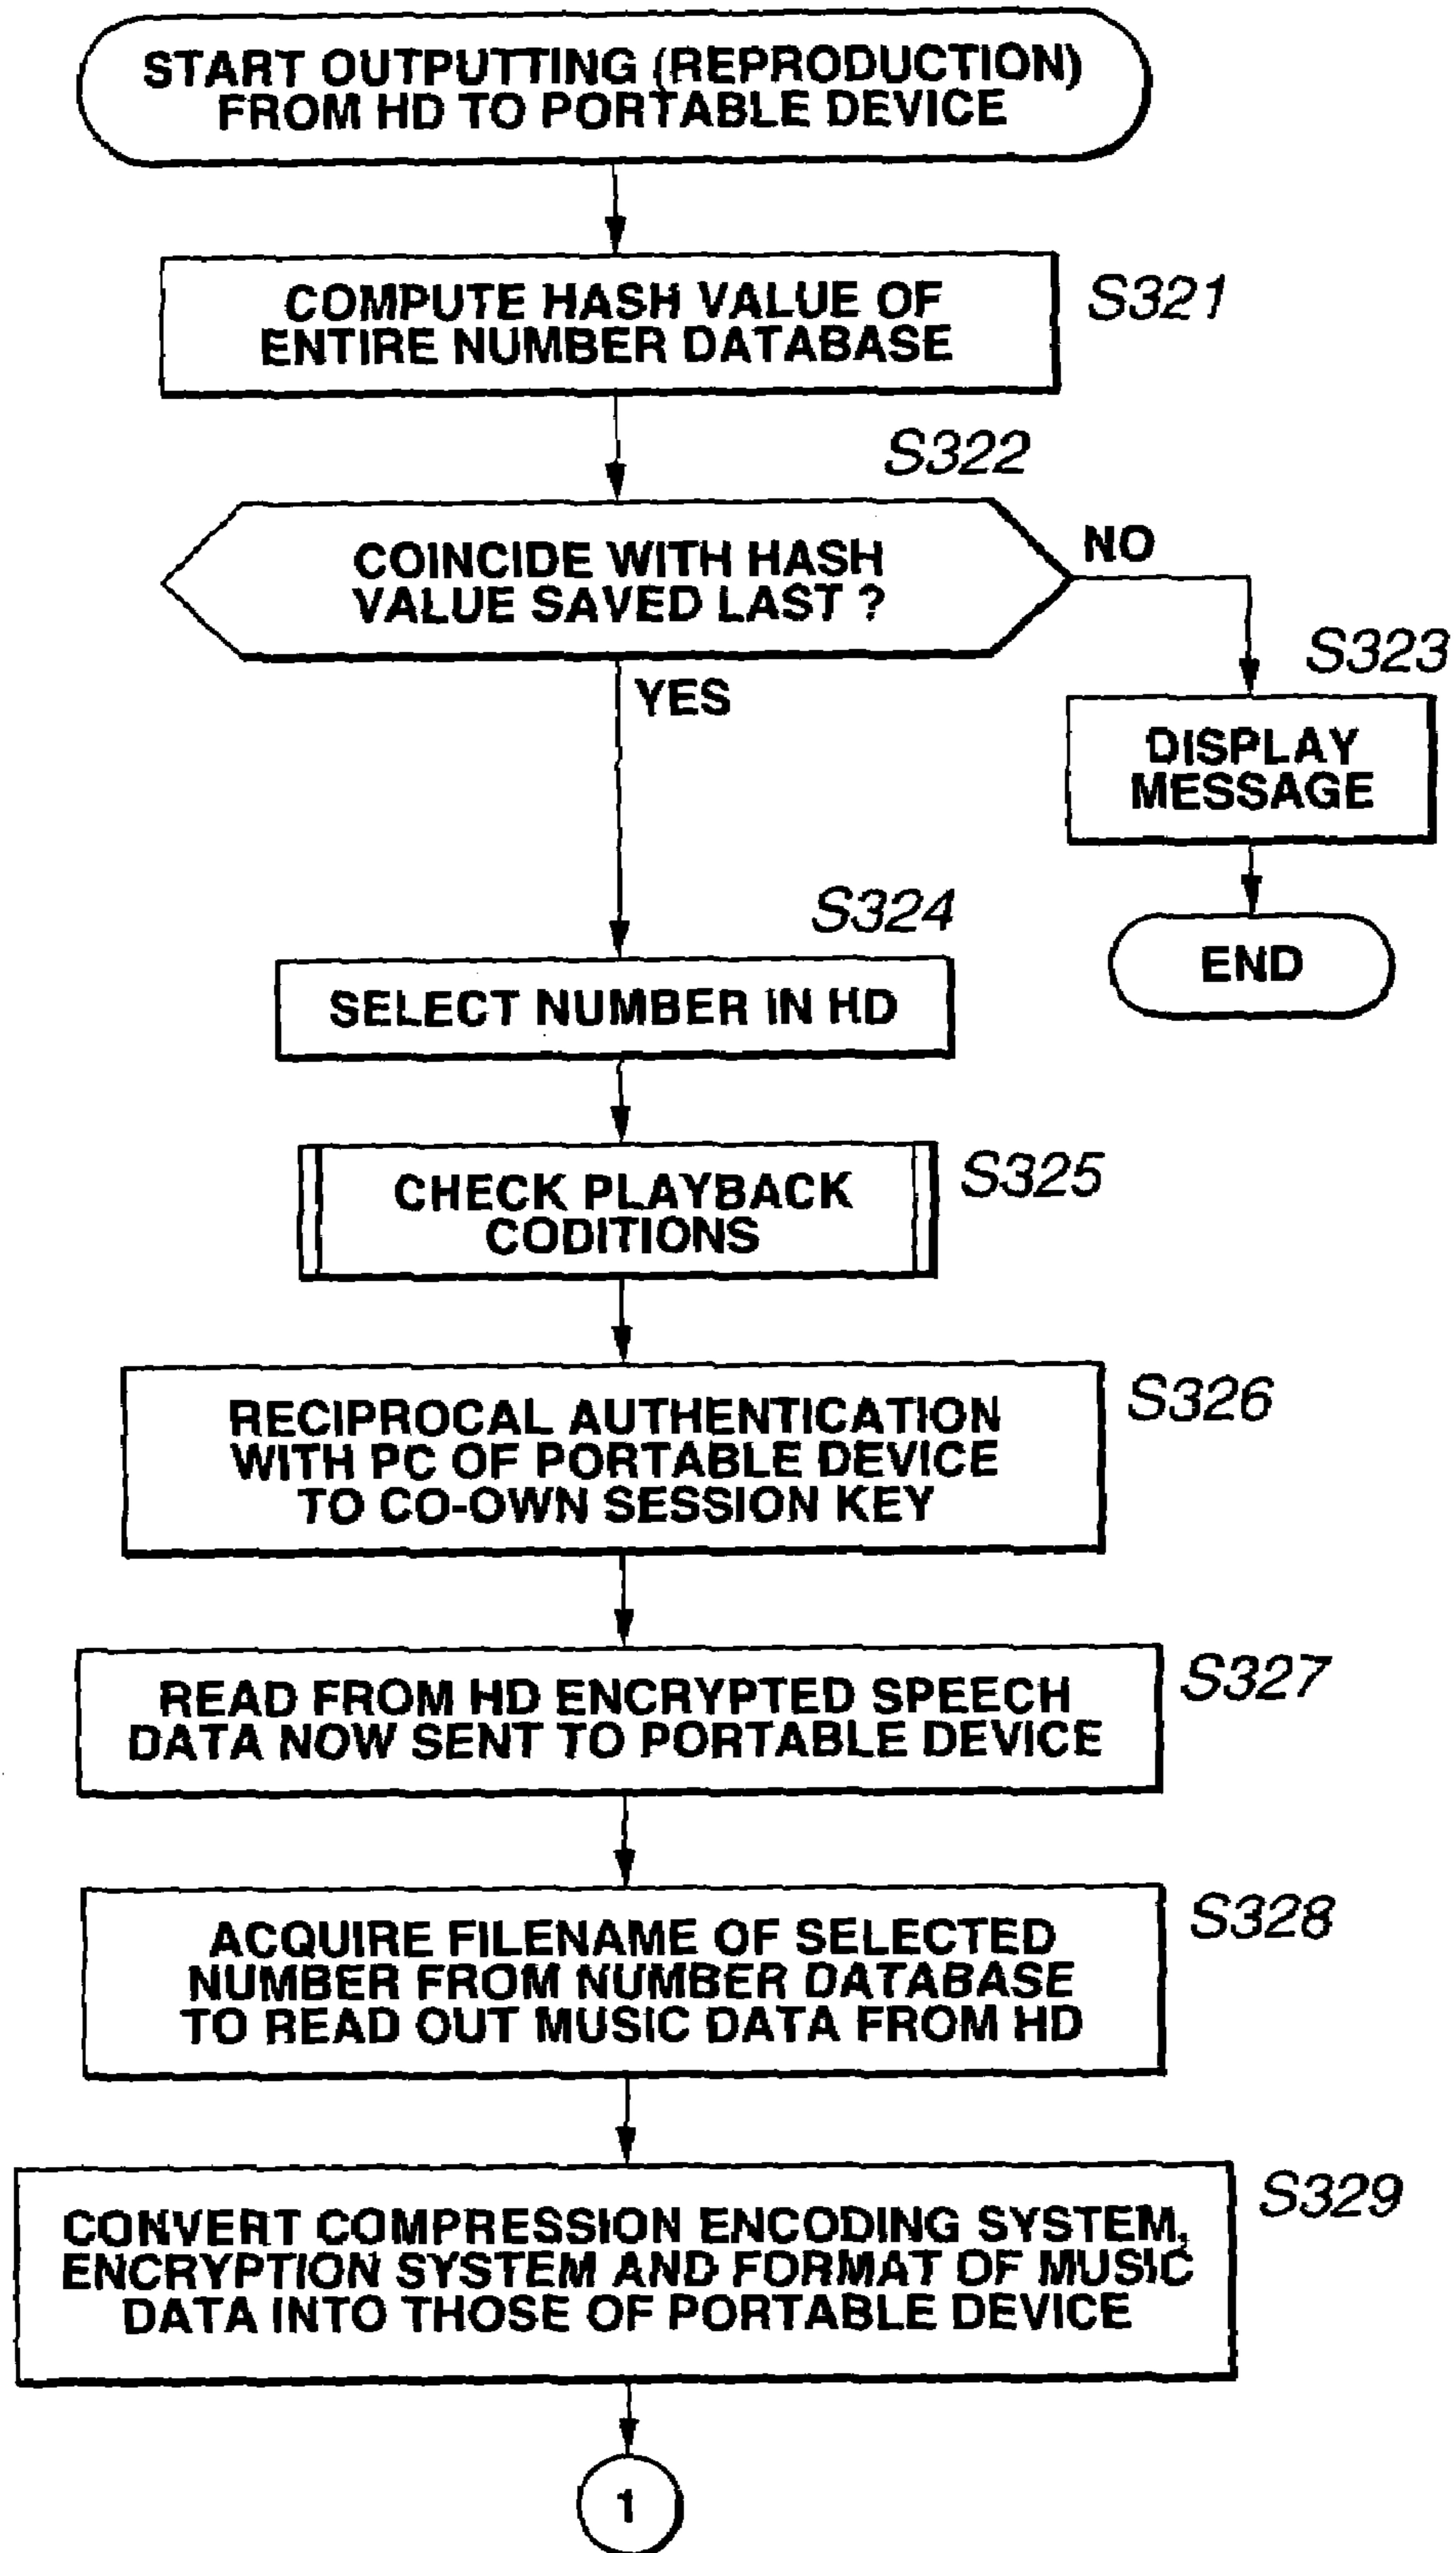 START OUTPUTTING (REPRODUCTION)
FROM HD TO PORTABLE DEVICE
COMPUTE HASH VALUE OF
ENTIRE NUMBER DATABASE
S321
S322
COINCIDE WITH HASH
VALUE SAVED LAST ?
NO
YES
S323
DISPLAY
MESSAGE
END
S324
SELECT NUMBER IN HD
CHECK PLAYBACK
CODITIONS
S325
RECIPROCAL AUTHENTICATION
WITH PC OF PORTABLE DEVICE
TO CO-OWN SESSION KEY
S326
READ FROM HD ENCRYPTED SPEECH
DATA NOW SENT TO PORTABLE DEVICE
S327
ACQUIRE FILENAME OF SELECTED
NUMBER FROM NUMBER DATABASE
TO READ OUT MUSIC DATA FROM HD
S328
CONVERT COMPRESSION ENCODING SYSTEM,
ENCRYPTION SYSTEM AND FORMAT OF MUSIC
DATA INTO THOSE OF PORTABLE DEVICE
S329
1